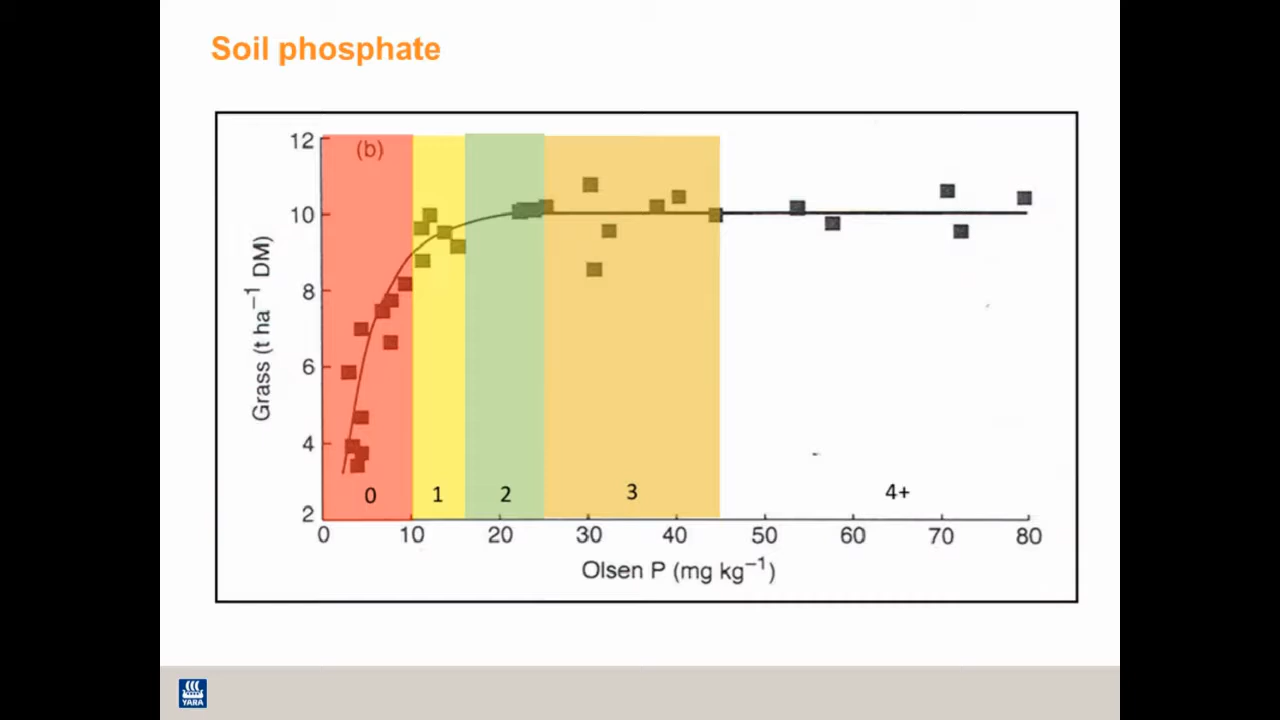 Soil phosphate
(b)
12
10
8
6
4
2
Grass (t ha⁻¹ DM)
0 1 2 3 4+
0 10 20 30 40 50 60 70 80
Olsen P (mg kg⁻¹)
YARA